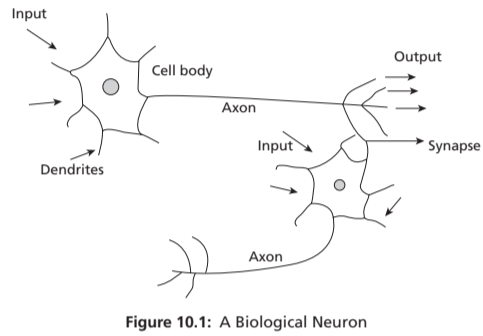 Input
Cell body
Output
Axon
Input
Synapse
Dendrites
Axon
Figure 10.1: A Biological Neuron